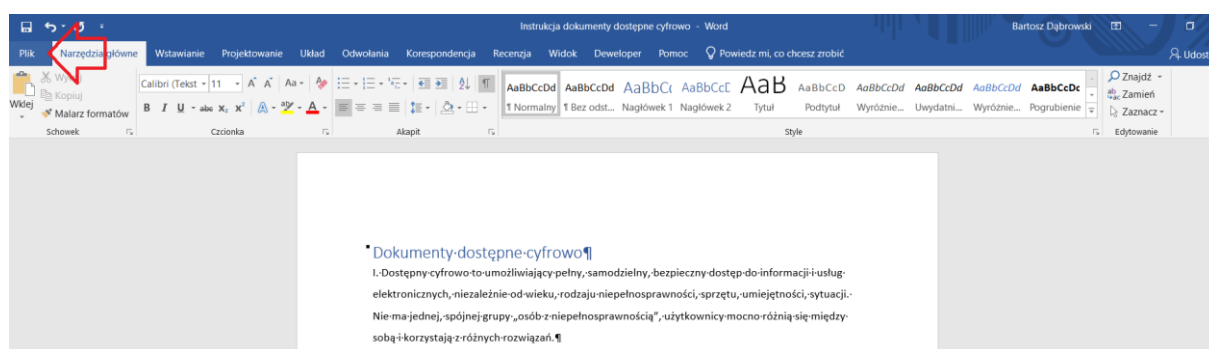 Instrukcja dokumenty dostępne cyfrowo - Word
Bartosz Dąbrowski
Plik Narzędzia główne Wstawianie Projektowanie Układ Odwołania Korespondencja Recenzja Widok Deweloper Pomoc Powiedz mi, co chcesz zrobić Udost
Wklej
Kopiuj
Malarz formatów
Schowek
Calibri (Tekst 11
Czcionka
Akapit
AaBbCcDd AaBbCcDd AaBbC( AaBbCcE AaB AaBbCcD AaBbCcDd AaBbCcDd AaBbCcDd AaBbCcDc
¶ Normalny ¶ Bez odst... Nagłówek 1 Nagłówek 2 Tytuł Podtytuł Wyróżnie... Uwydatni... Wyróżnie... Pogrubienie
Style
Znajdź
Zamień
Zaznacz
Edytowanie
Dokumenty·dostępne·cyfrowo¶
I.·Dostępny·cyfrowo·to·umożliwiający·pełny,·samodzielny,·bezpieczny·dostęp·do·informacji·i·usług·
elektronicznych,·niezależnie·od·wieku,·rodzaju·niepełnosprawności,·sprzętu,·umiejętności,·sytuacji.·
Nie·ma·jednej,·spójnej·grupy·„osób·z·niepełnosprawnością",·użytkownicy·mocno·różnią·się·między·
sobą·i·korzystają·z·różnych·rozwiązań.¶